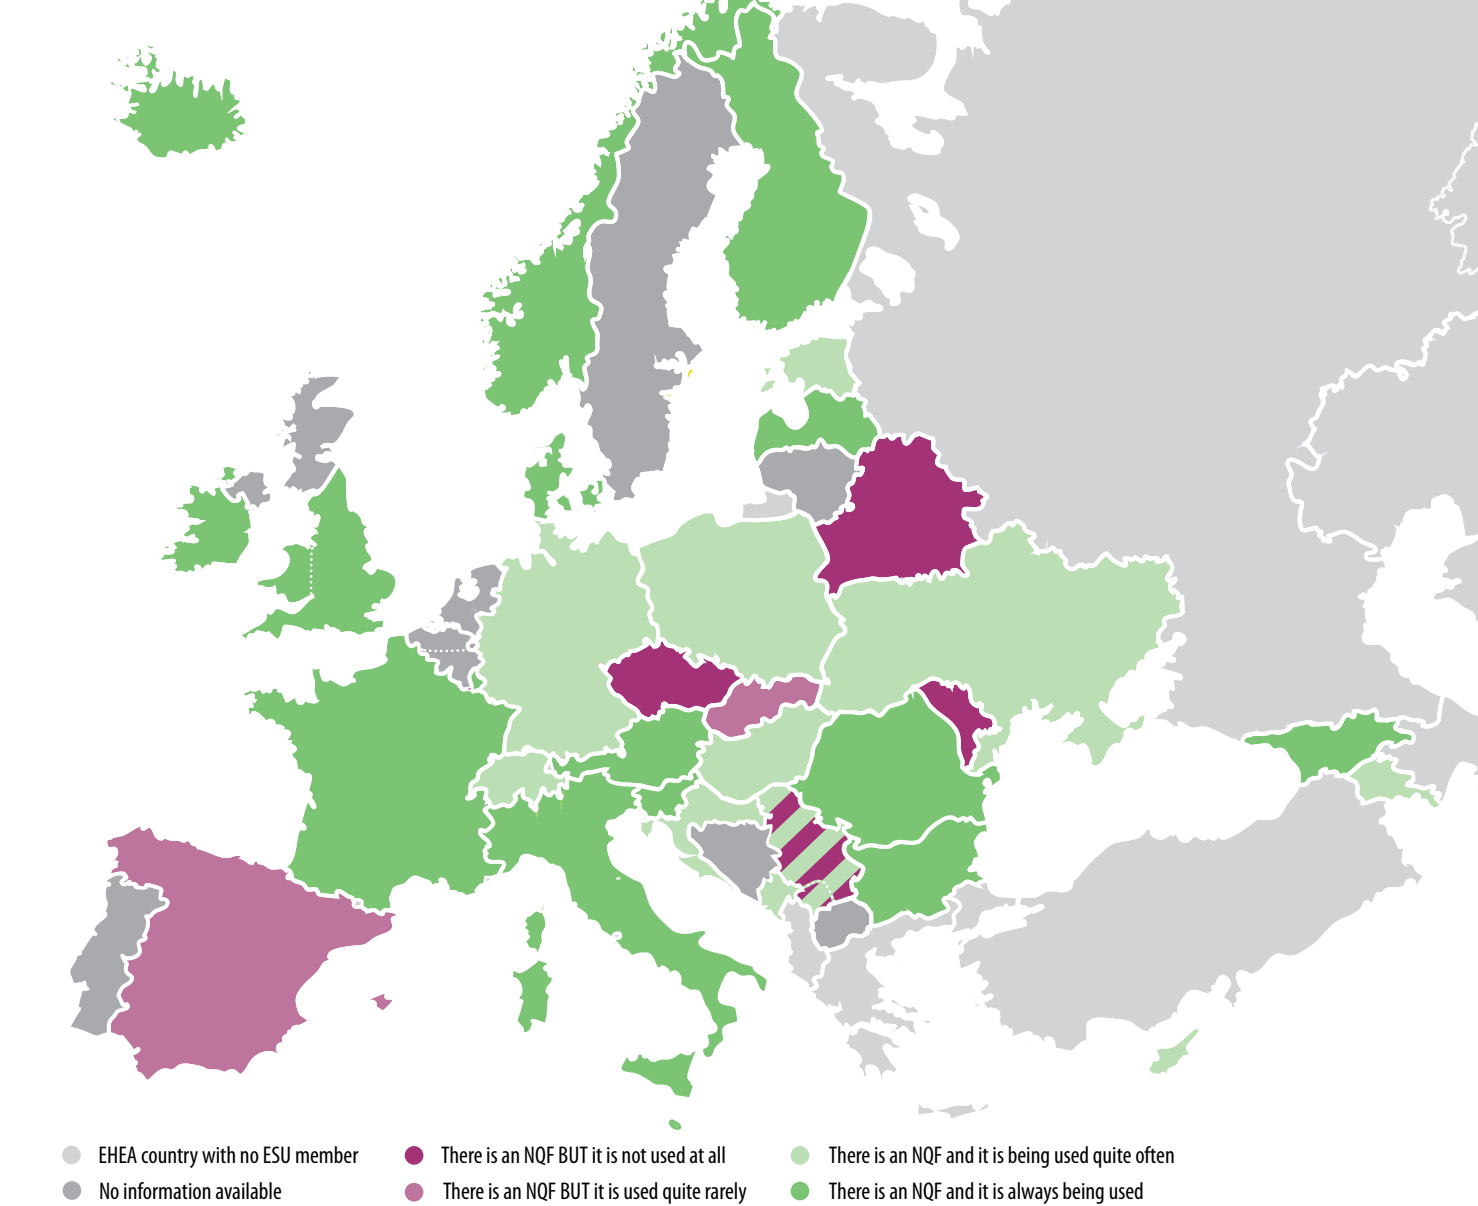 EHEA country with no ESU member
There is an NQF BUT it is not used at all
There is an NQF and it is being used quite often
No information available
There is an NQF BUT it is used quite rarely
There is an NQF and it is always being used